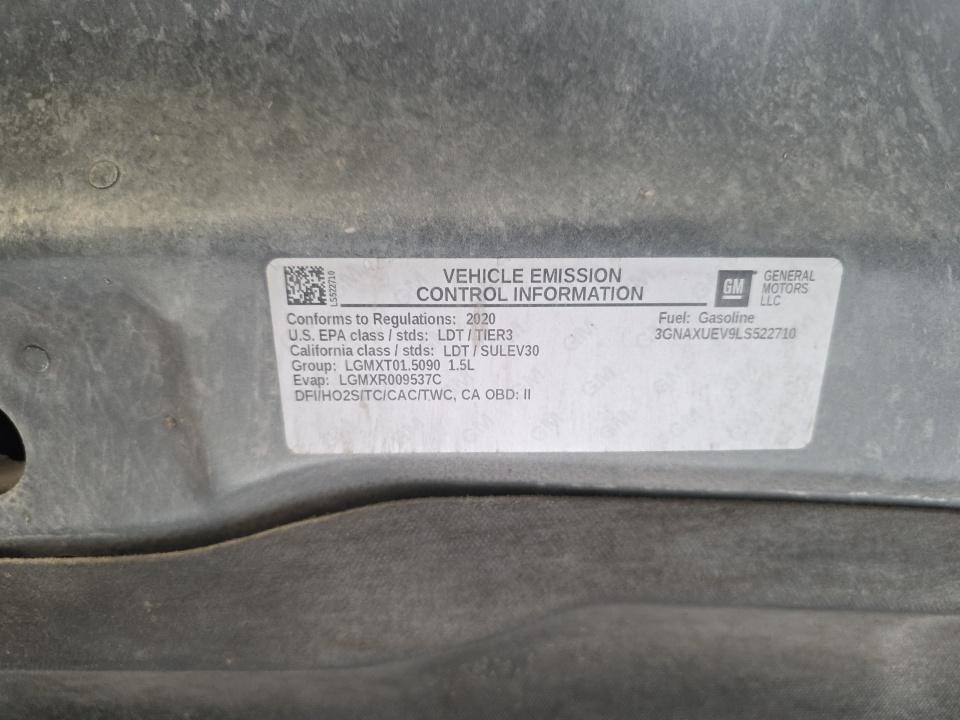 LS522710
VEHICLE EMISSION
CONTROL INFORMATION
GM
GENERAL
MOTORS
LLC
Conforms to Regulations: 2020
Fuel: Gasoline
U.S. EPA class / stds: LDT / TIER3
3GNAXUEV9LS522710
California class / stds: LDT / SULEV30
Group: LGMXT01.5090 1.5L
Evap: LGMXR009537C
DFI/HO2S/TC/CAC/TWC, CA OBD: II